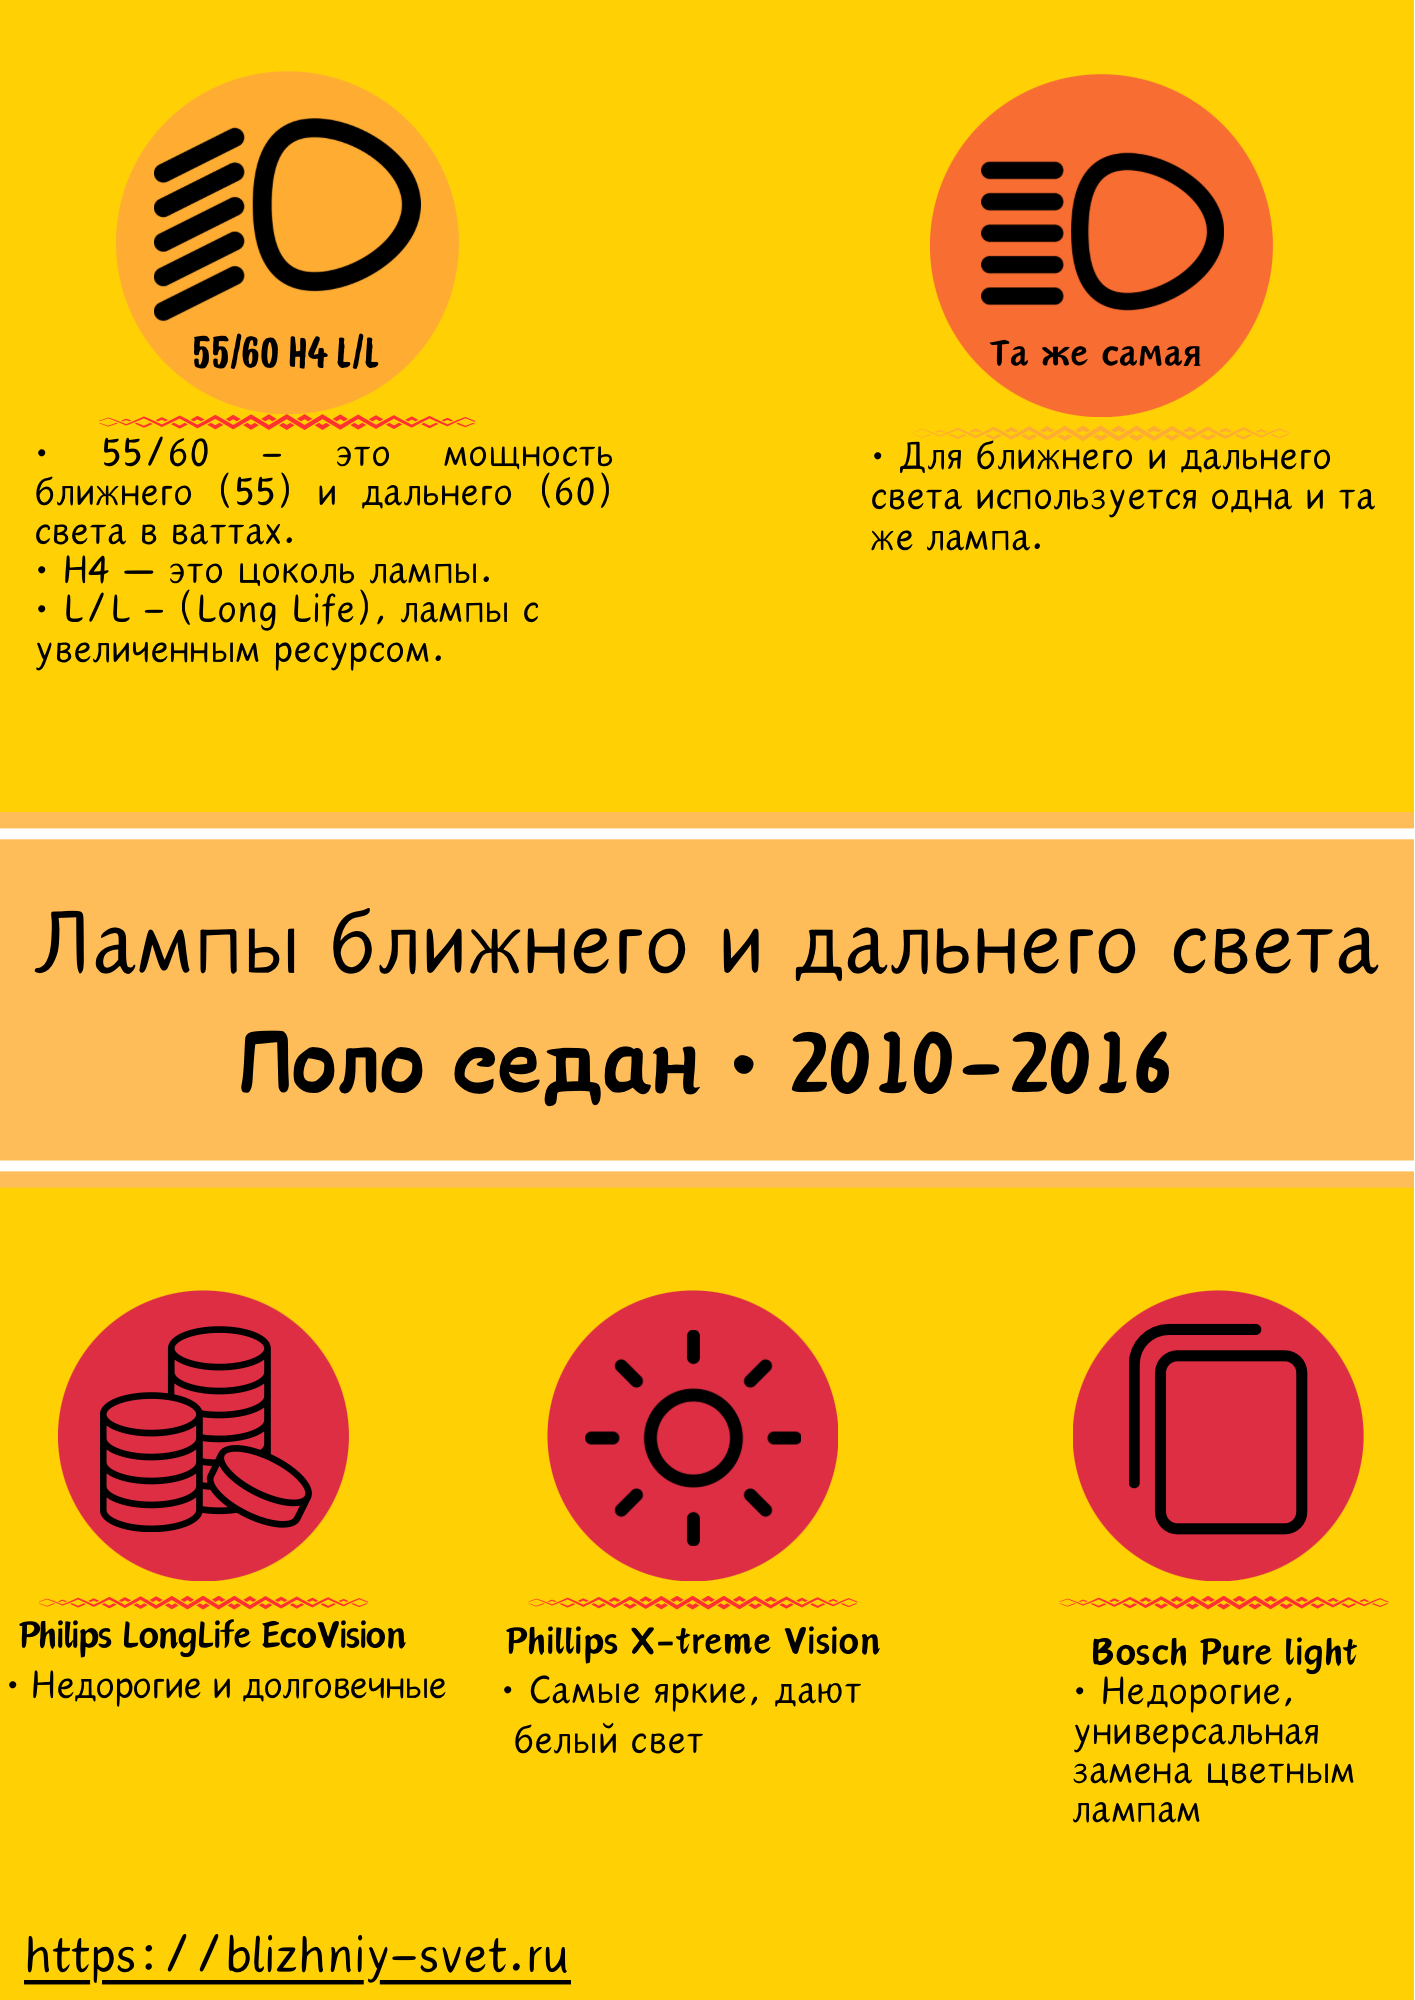 55/60 H4 L/L
• 55/60 – это мощность
ближнего (55) и дальнего (60)
света в ваттах.
• H4 — это цоколь лампы.
• L/L – (Long Life), лампы с
увеличенным ресурсом.
Та же самая
• Для ближнего и дальнего
света используется одна и та
же лампа.
Лампы ближнего и дальнего света
Поло седан • 2010-2016
Philips LongLife EcoVision
• Недорогие и долговечные
Phillips X-treme Vision
• Самые яркие, дают
белый свет
Bosch Pure light
• Недорогие,
универсальная
замена цветным
лампам
https://blizhniy-svet.ru